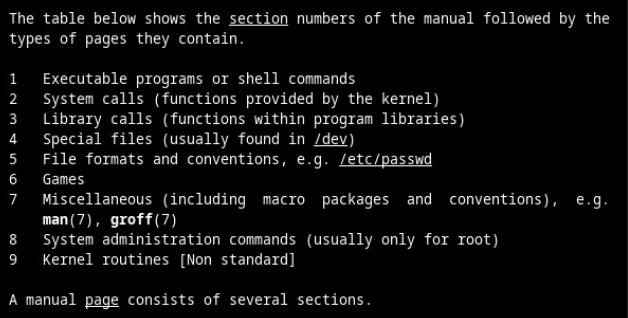 The table below shows the section numbers of the manual followed by the
types of pages they contain.
1 Executable programs or shell commands
2 System calls (functions provided by the kernel)
3 Library calls (functions within program libraries)
4 Special files (usually found in /dev)
5 File formats and conventions, e.g. /etc/passwd
6 Games
7 Miscellaneous (including macro packages and conventions), e.g.
man(7), groff(7)
8 System administration commands (usually only for root)
9 Kernel routines [Non standard]
A manual page consists of several sections.